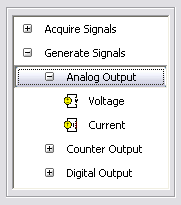 Acquire Signals
Generate Signals
Analog Output
Voltage
Current
Counter Output
Digital Output